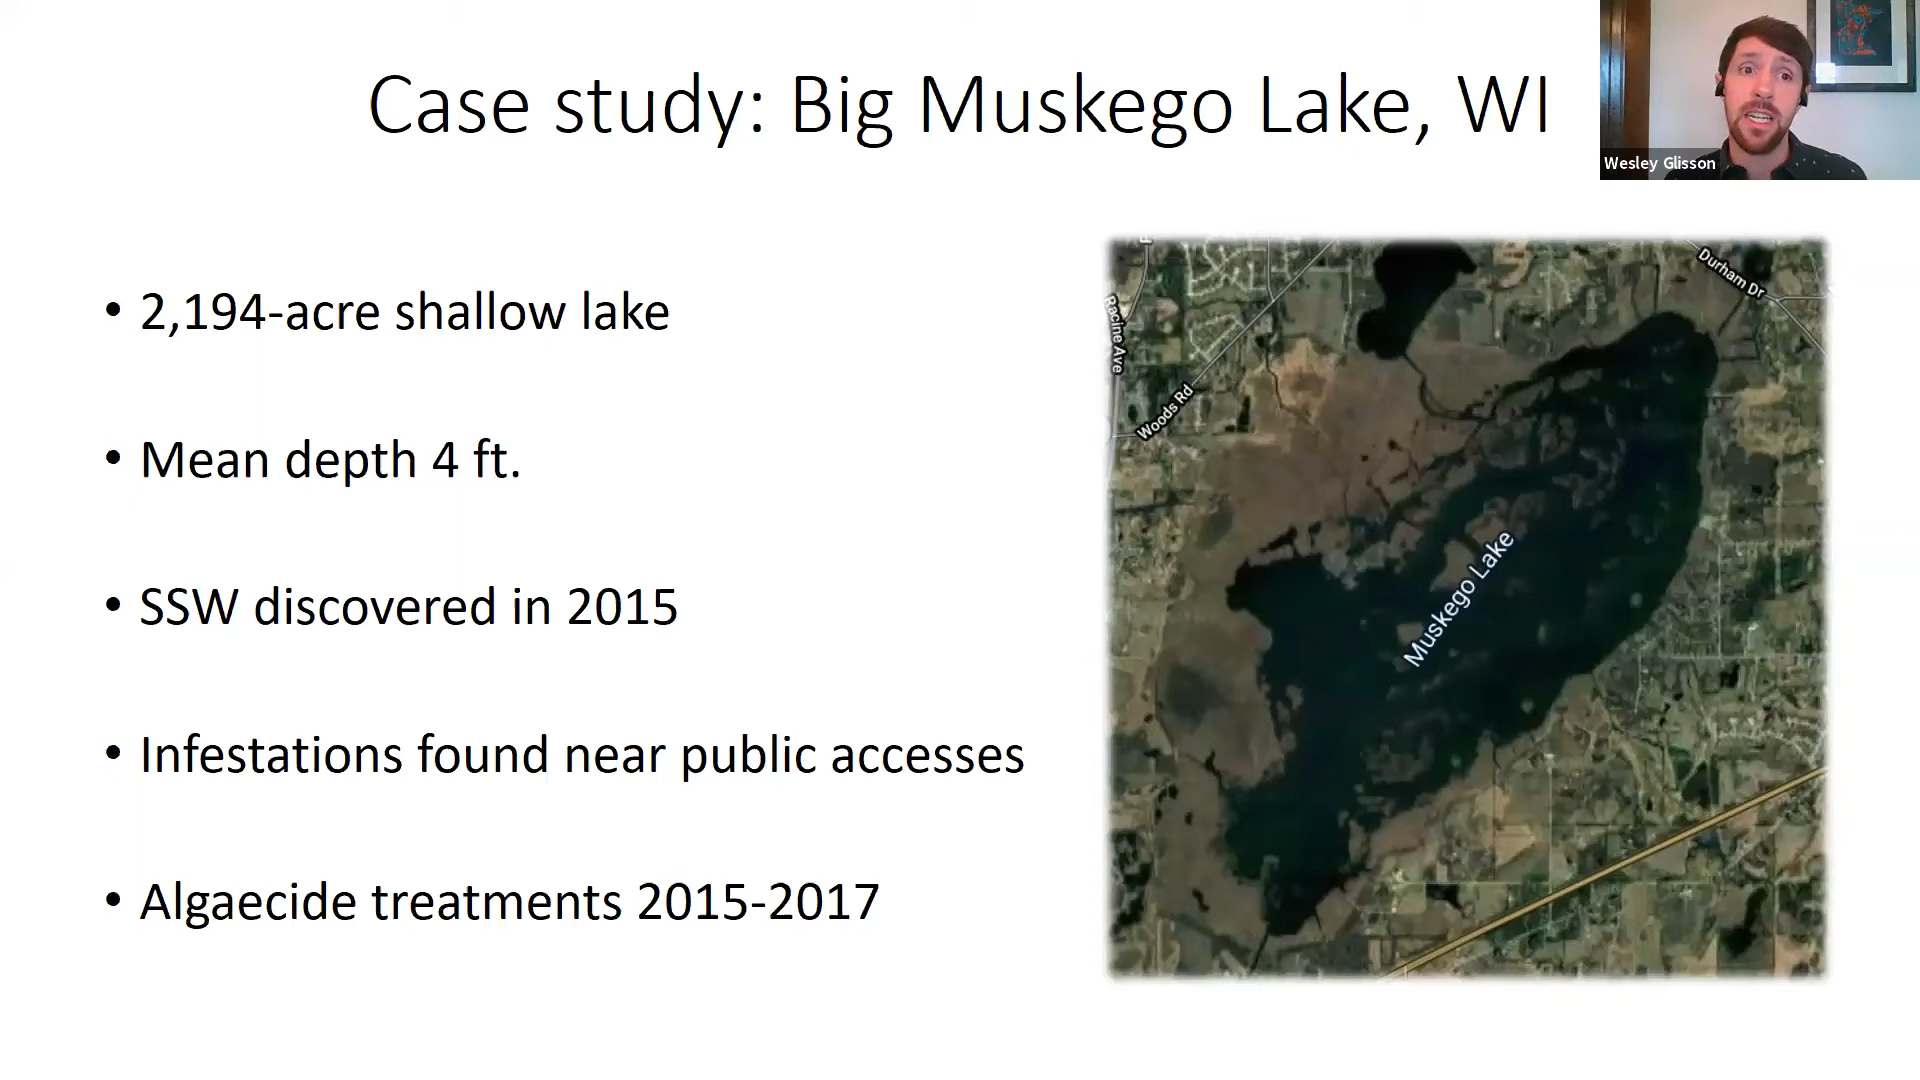 Case study: Big Muskego Lake, WI
Wesley Glisson
• 2,194-acre shallow lake
• Mean depth 4 ft.
• SSW discovered in 2015
• Infestations found near public accesses
• Algaecide treatments 2015-2017
Durham Dr
Racine Ave
Woods Rd
Muskego Lake